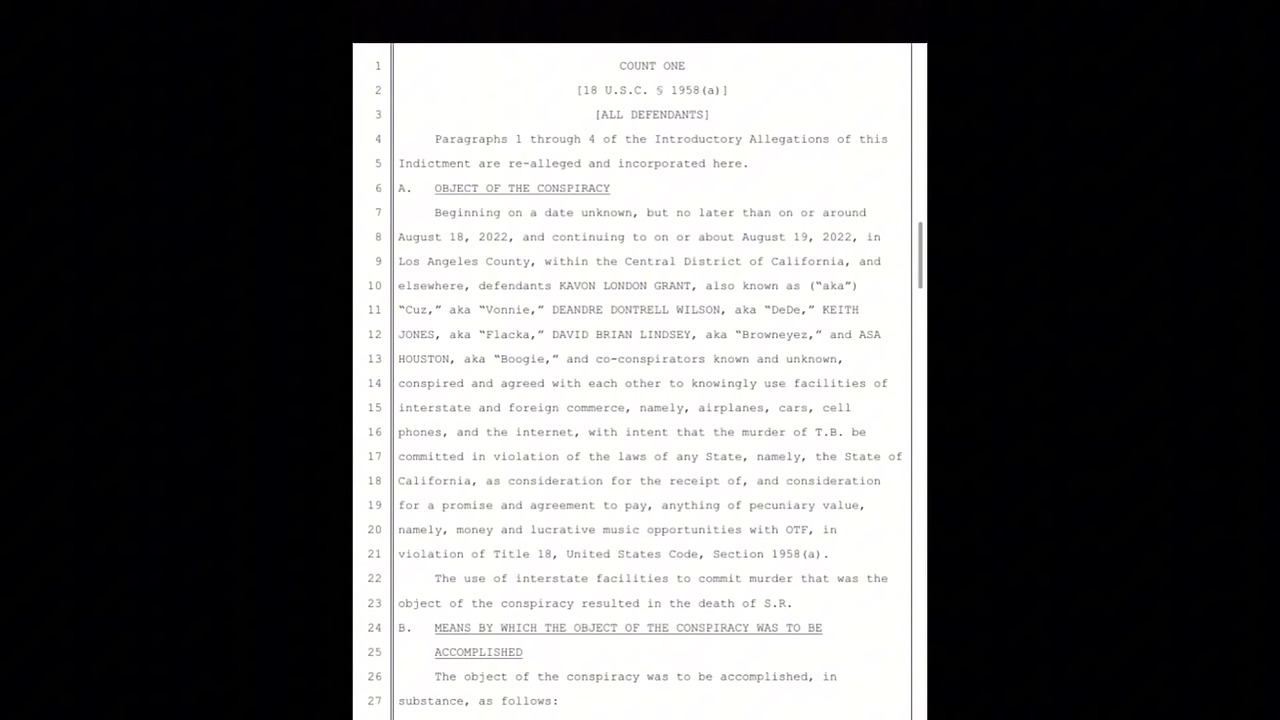 1 COUNT ONE
2 [18 U.S.C. § 1958(a)]
3 [ALL DEFENDANTS]
4 Paragraphs 1 through 4 of the Introductory Allegations of this
5 Indictment are re-alleged and incorporated here.
6 A. OBJECT OF THE CONSPIRACY
7 Beginning on a date unknown, but no later than on or around
8 August 18, 2022, and continuing to on or about August 19, 2022, in
9 Los Angeles County, within the Central District of California, and
10 elsewhere, defendants KAVON LONDON GRANT, also known as (“aka”)
11 “Cuz,” aka “Vonnie,” DEANDRE DONTRELL WILSON, aka “DeDe,” KEITH
12 JONES, aka “Flacka,” DAVID BRIAN LINDSEY, aka “Browneyez,” and ASA
13 HOUSTON, aka “Boogie,” and co-conspirators known and unknown,
14 conspired and agreed with each other to knowingly use facilities of
15 interstate and foreign commerce, namely, airplanes, cars, cell
16 phones, and the internet, with intent that the murder of T.B. be
17 committed in violation of the laws of any State, namely, the State of
18 California, as consideration for the receipt of, and consideration
19 for a promise and agreement to pay, anything of pecuniary value,
20 namely, money and lucrative music opportunities with OTF, in
21 violation of Title 18, United States Code, Section 1958(a).
22 The use of interstate facilities to commit murder that was the
23 object of the conspiracy resulted in the death of S.R.
24 B. MEANS BY WHICH THE OBJECT OF THE CONSPIRACY WAS TO BE
25 ACCOMPLISHED
26 The object of the conspiracy was to be accomplished, in
27 substance, as follows: